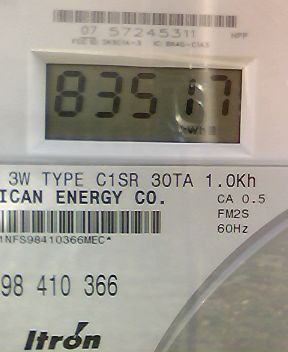 07 57245311
83517
kWh
3W TYPE C1SR 30TA 1.0Kh
ICAN ENERGY CO.
CA 0.5
FM2S
60Hz
1NFS98410366MEC*
98 410 366
Itron